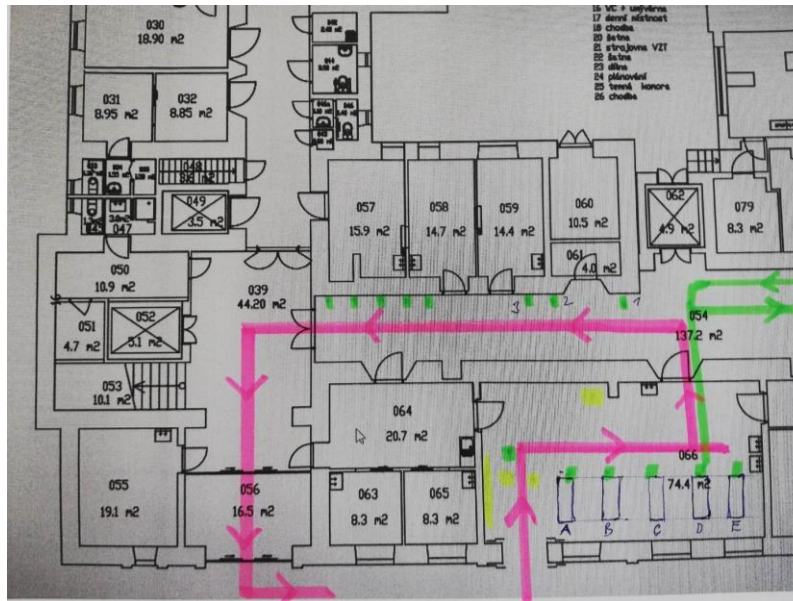 16 WC + umývárna
17 denní místnost
18 chodba
20 šatna
21 strojovna VZT
22 šatna
23 dílna
24 plánování
25 temná komora
26 chodba
030
18.90 m2
031
8.95 m2
032
8.85 m2
048
049
3.5 m2
047
050
10.9 m2
051
4.7 m2
052
5.1 m2
053
10.1 m2
039
44.20 m2
055
19.1 m2
056
16.5 m2
057
15.9 m2
058
14.7 m2
059
14.4 m2
060
10.5 m2
061
4.0 m2
062
4.9 m2
079
8.3 m2
3
2
1
054
137.2 m2
064
20.7 m2
063
8.3 m2
065
8.3 m2
066
74.4 m2
A
B
C
D
E